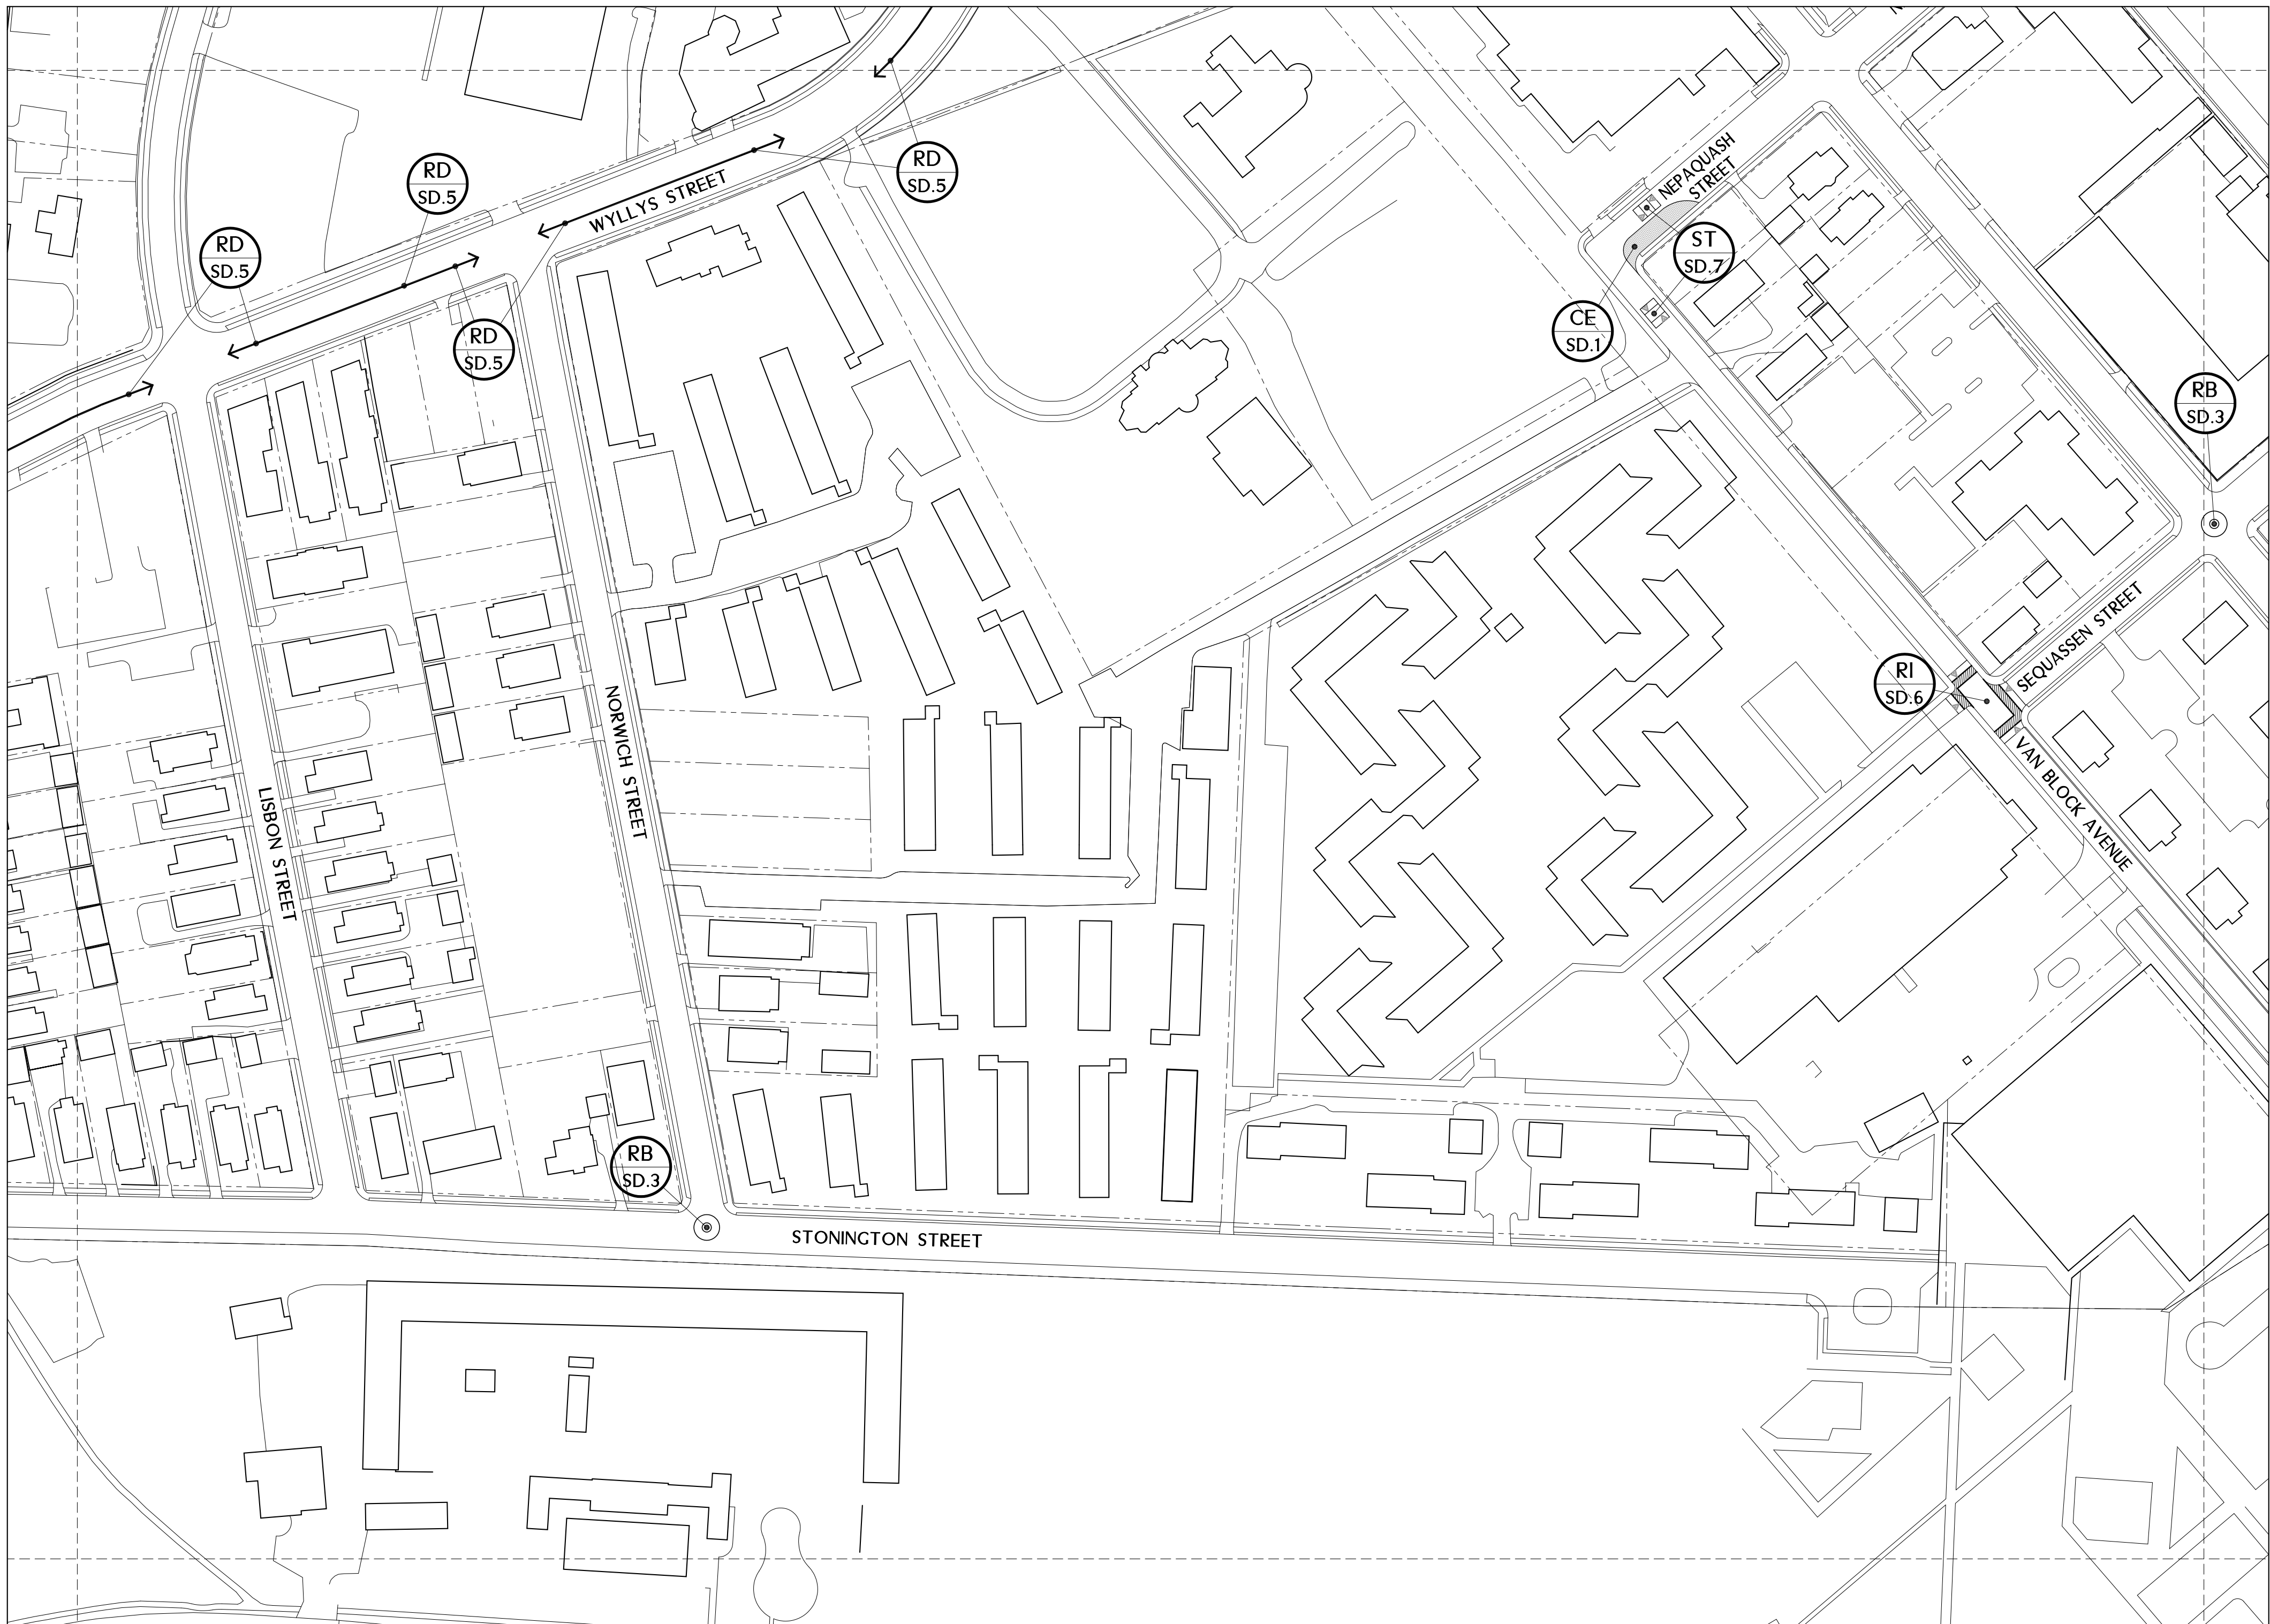 RD
SD.5
RD
SD.5
RD
SD.5
RD
SD.5
WYLLYS STREET
NEPAQUASH
STREET
ST
SD.7
CE
SD.1
RB
SD.3
SEQUASSEN STREET
RI
SD.6
VAN BLOCK AVENUE
NORWICH STREET
LISBON STREET
RB
SD.3
STONINGTON STREET